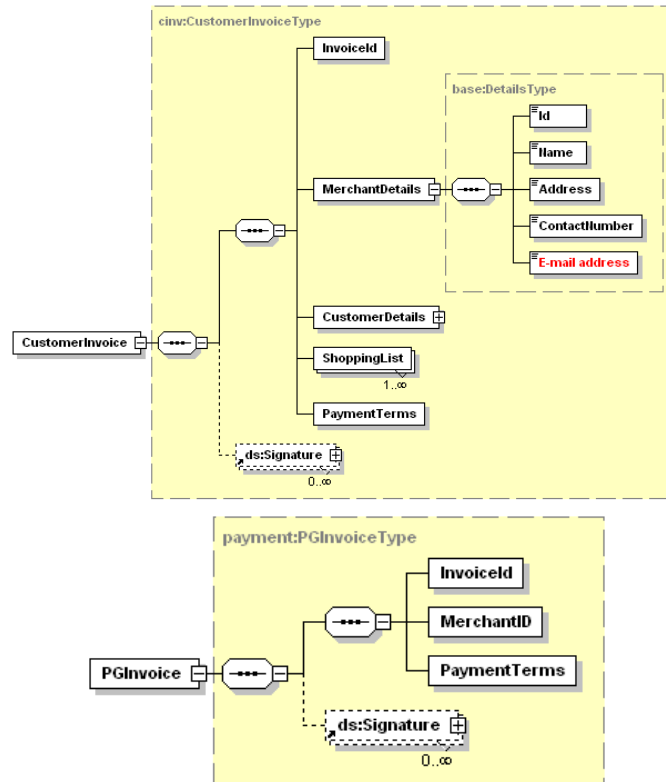 cinv:CustomerInvoiceType
InvoiceId
base:DetailsType
Id
Name
MerchantDetails
Address
ContactNumber
E-mail address
CustomerDetails
CustomerInvoice
ShoppingList
1..∞
PaymentTerms
ds:Signature
0..∞
payment:PGInvoiceType
InvoiceId
MerchantID
PGInvoice
PaymentTerms
ds:Signature
0..∞